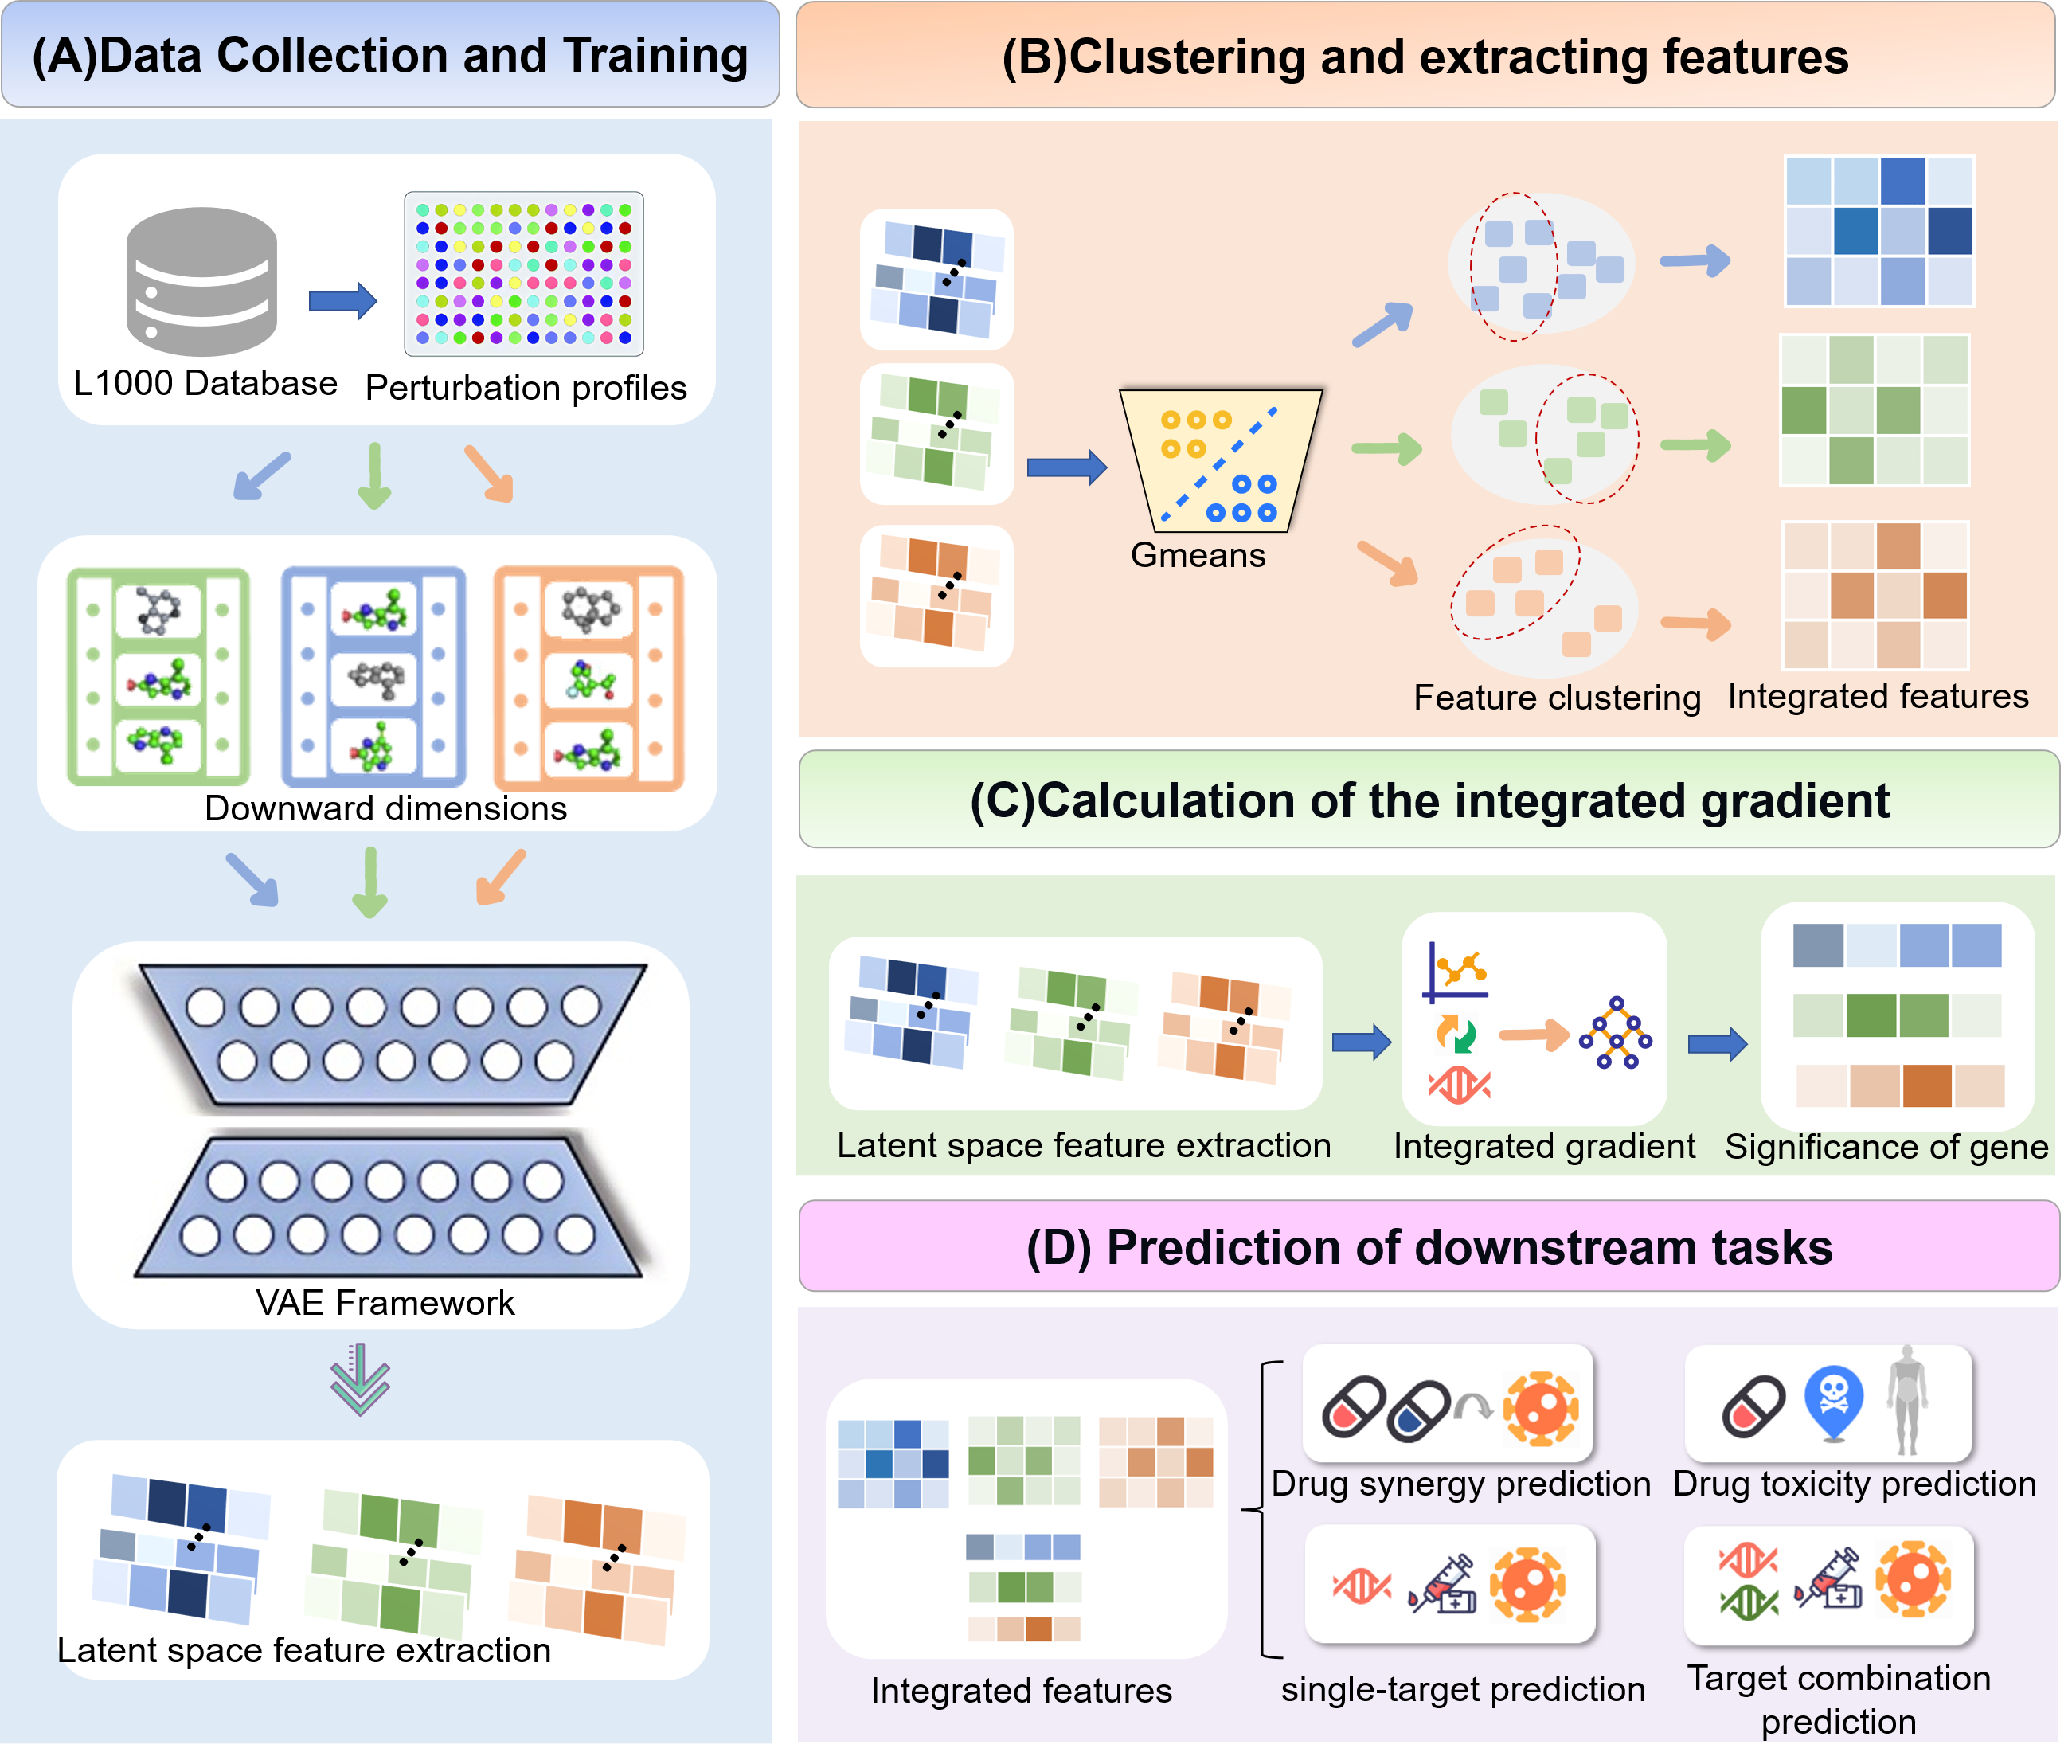 (A)Data Collection and Training
L1000 Database
Perturbation profiles
Downward dimensions
VAE Framework
Latent space feature extraction
(B)Clustering and extracting features
Gmeans
Feature clustering
Integrated features
(C)Calculation of the integrated gradient
Latent space feature extraction
Integrated gradient
Significance of gene
(D) Prediction of downstream tasks
Integrated features
Drug synergy prediction
Drug toxicity prediction
single-target prediction
Target combination
prediction